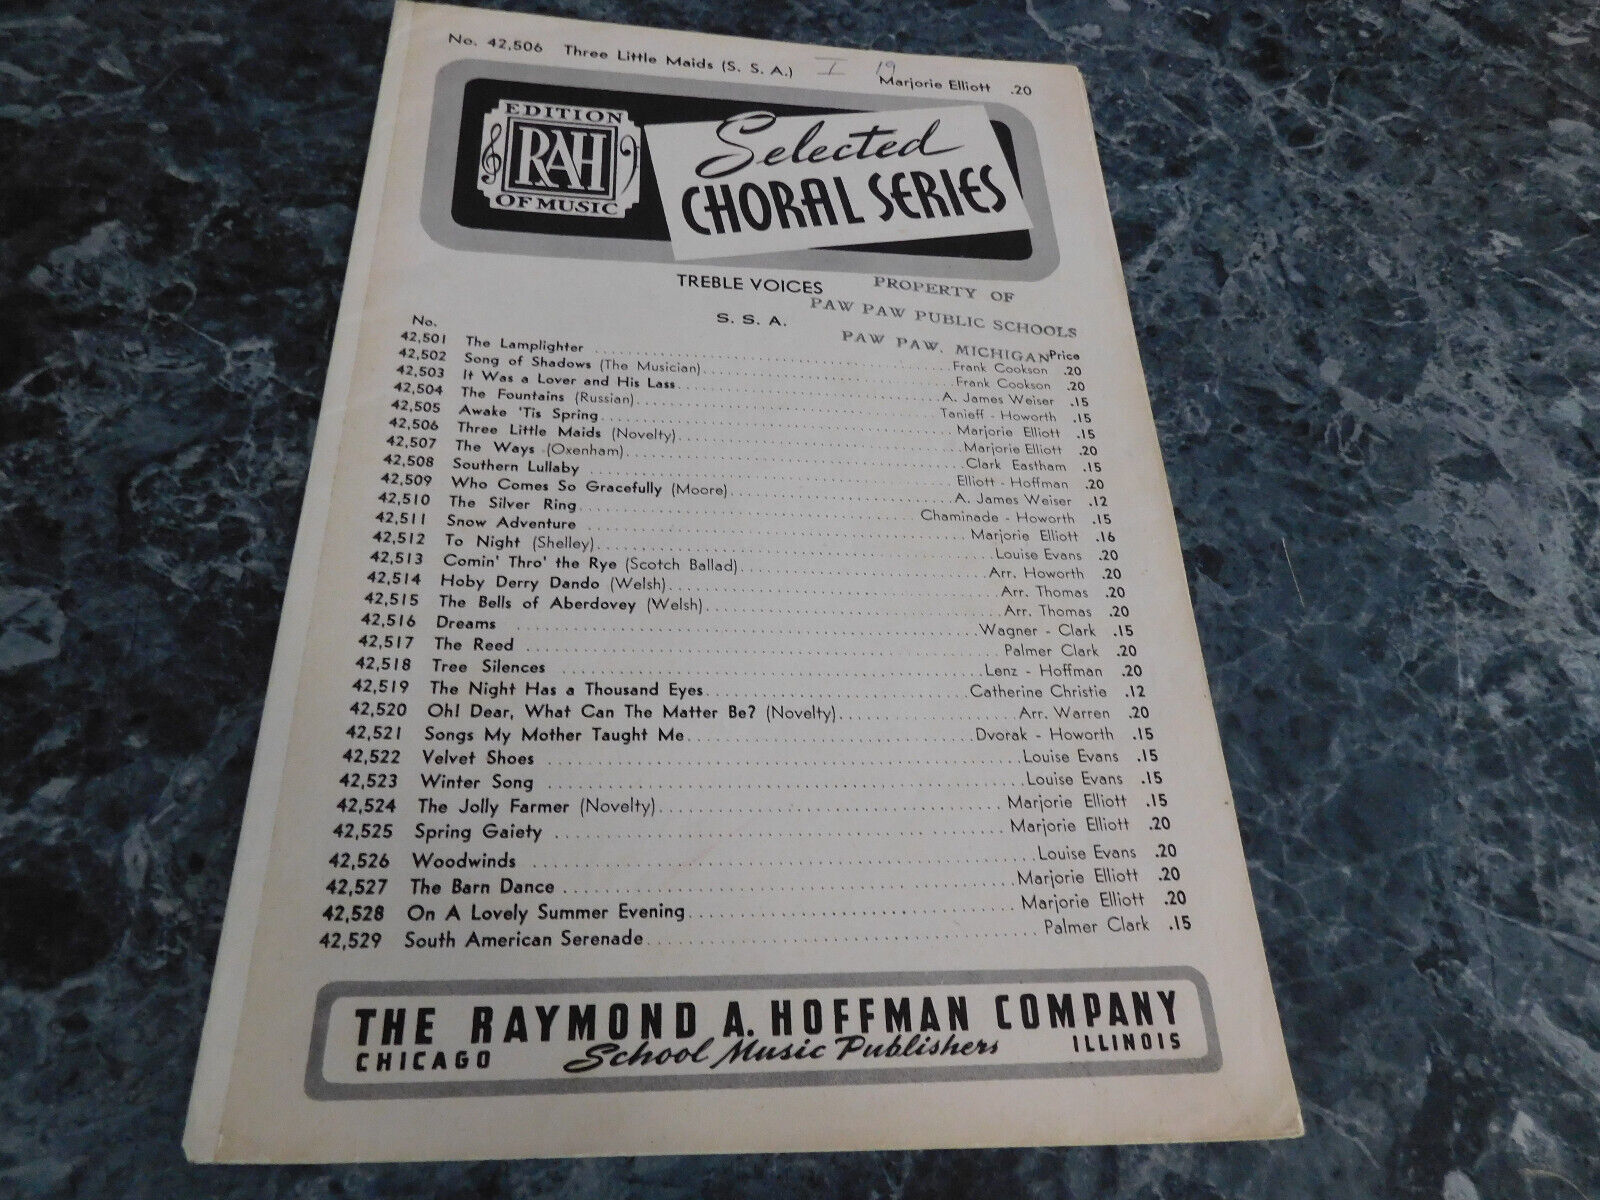 No. 42,506 Three Little Maids (S. S. A.) I 19 Marjorie Elliott .20
EDITION
RAH
OF MUSIC
Selected
CHORAL SERIES
TREBLE VOICES
PROPERTY OF
PAW PAW PUBLIC SCHOOLS
PAW PAW, MICHIGAN
S. S. A.
No. Price
42,501 The Lamplighter Frank Cookson .20
42,502 Song of Shadows (The Musician) Frank Cookson .20
42,503 It Was a Lover and His Lass A. James Weiser .15
42,504 The Fountains (Russian) Tanieff - Howorth .15
42,505 Awake 'Tis Spring Marjorie Elliott .15
42,506 Three Little Maids (Novelty) Marjorie Elliott .20
42,507 The Ways (Oxenham) Clark Eastham .15
42,508 Southern Lullaby Elliott - Hoffman .20
42,509 Who Comes So Gracefully (Moore) A. James Weiser .12
42,510 The Silver Ring Chaminade - Howorth .15
42,511 Snow Adventure Marjorie Elliott .16
42,512 To Night (Shelley) Louise Evans .20
42,513 Comin' Thro' the Rye (Scotch Ballad) Arr. Howorth .20
42,514 Hoby Derry Dando (Welsh) Arr. Thomas .20
42,515 The Bells of Aberdovey (Welsh) Arr. Thomas .20
42,516 Dreams Wagner - Clark .15
42,517 The Reed Palmer Clark .20
42,518 Tree Silences Lenz - Hoffman .20
42,519 The Night Has a Thousand Eyes Catherine Christie .12
42,520 Oh! Dear, What Can The Matter Be? (Novelty) Arr. Warren .20
42,521 Songs My Mother Taught Me Dvorak - Howorth .15
42,522 Velvet Shoes Louise Evans .15
42,523 Winter Song Louise Evans .15
42,524 The Jolly Farmer (Novelty) Marjorie Elliott .15
42,525 Spring Gaiety Marjorie Elliott .20
42,526 Woodwinds Louise Evans .20
42,527 The Barn Dance Marjorie Elliott .20
42,528 On A Lovely Summer Evening Marjorie Elliott .20
42,529 South American Serenade Palmer Clark .15
THE RAYMOND A. HOFFMAN COMPANY
CHICAGO School Music Publishers ILLINOIS